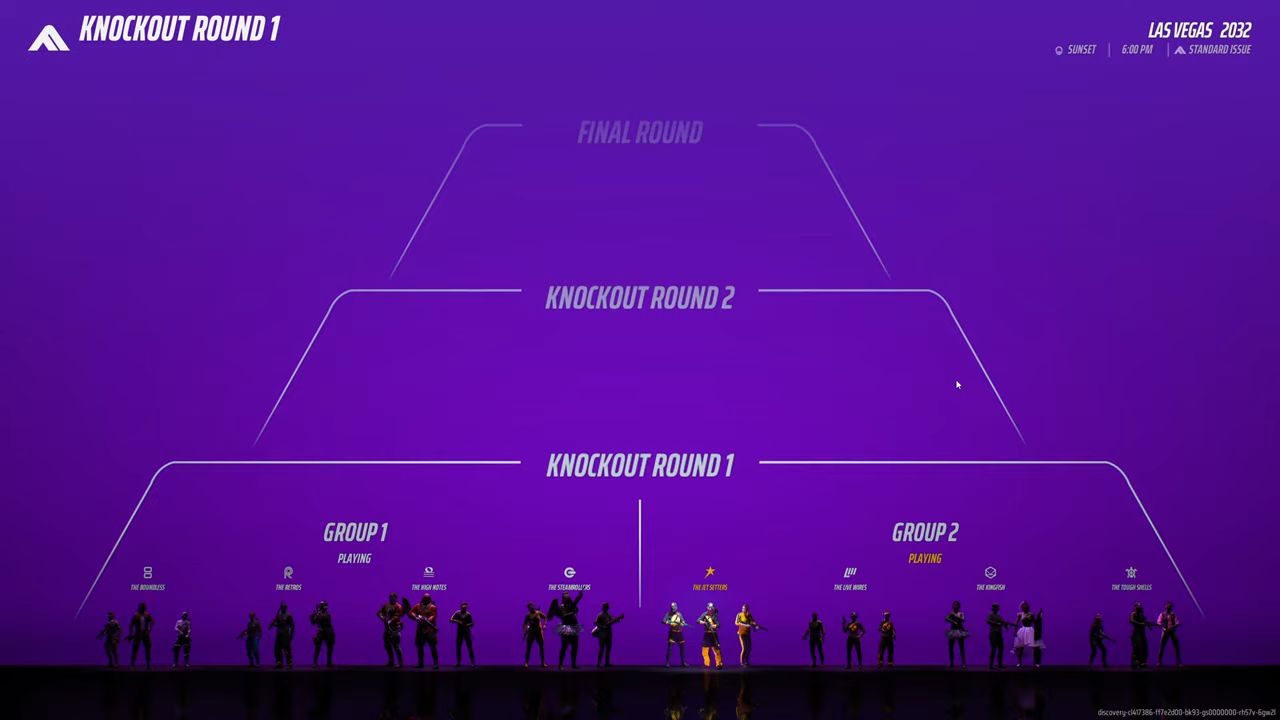 KNOCKOUT ROUND 1
LAS VEGAS 2032
SUNSET | 6:00 PM | STANDARD ISSUE
FINAL ROUND
KNOCKOUT ROUND 2
KNOCKOUT ROUND 1
GROUP 1
PLAYING
GROUP 2
PLAYING
THE BOUNDLESS
THE RETROS
THE HIGH NOTES
THE STEAMROLLERS
THE JET SETTERS
THE LIVE WIRES
THE KINGFISH
THE TOUGH SHELLS